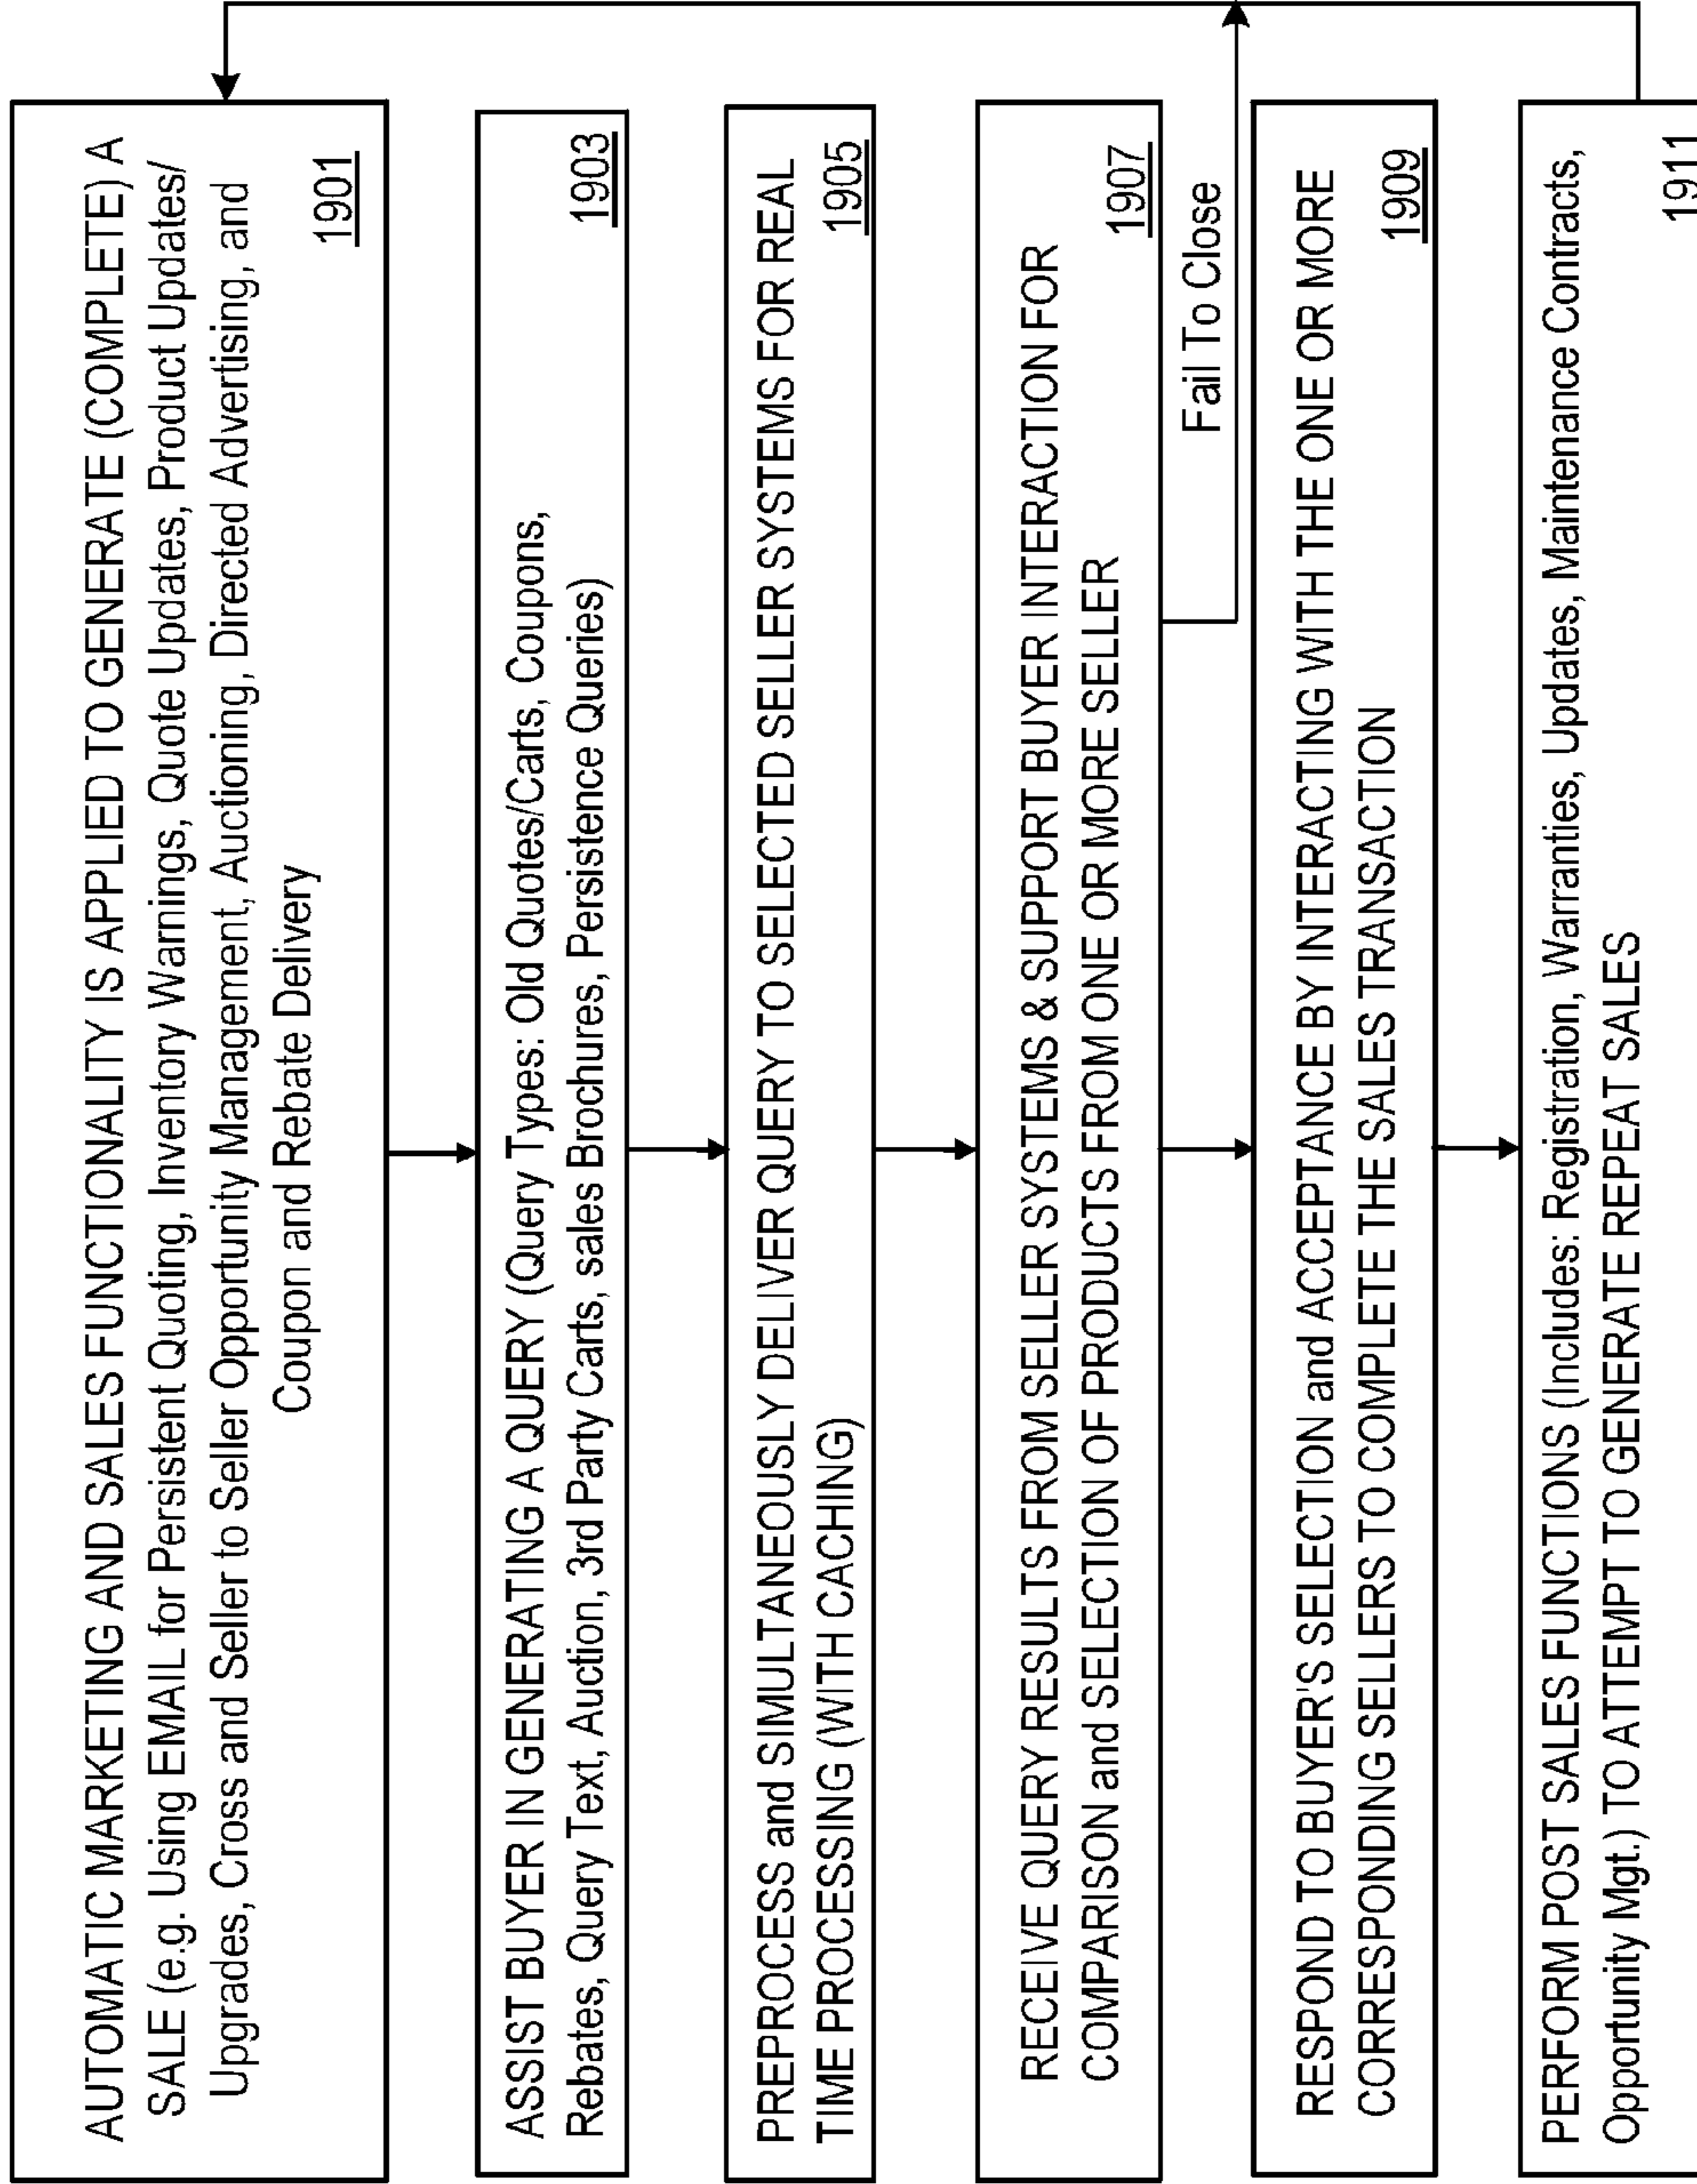 AUTOMATIC MARKETING AND SALES FUNCTIONALITY IS APPLIED TO GENERATE (COMPLETE) A
SALE (e.g. Using EMAIL for Persistent Quoting, Inventory Warnings, Quote Updates, Product Updates/
Upgrades, Cross and Seller to Seller Opportunity Management, Auctioning, Directed Advertising, and
Coupon and Rebate Delivery
1901
ASSIST BUYER IN GENERATING A QUERY (Query Types: Old Quotes/Carts, Coupons,
Rebates, Query Text, Auction, 3rd Party Carts, sales Brochures, Persistence Queries)
1903
PREPROCESS and SIMULTANEOUSLY DELIVER QUERY TO SELECTED SELLER SYSTEMS FOR REAL
TIME PROCESSING (WITH CACHING)
1905
RECEIVE QUERY RESULTS FROM SELLER SYSTEMS & SUPPORT BUYER INTERACTION FOR
COMPARISON and SELECTION OF PRODUCTS FROM ONE OR MORE SELLER
1907
Fail To Close
RESPOND TO BUYER'S SELECTION and ACCEPTANCE BY INTERACTING WITH THE ONE OR MORE
CORRESPONDING SELLERS TO COMPLETE THE SALES TRANSACTION
1909
PERFORM POST SALES FUNCTIONS (Includes: Registration, Warranties, Updates, Maintenance Contracts,
Opportunity Mgt.) TO ATTEMPT TO GENERATE REPEAT SALES
1911